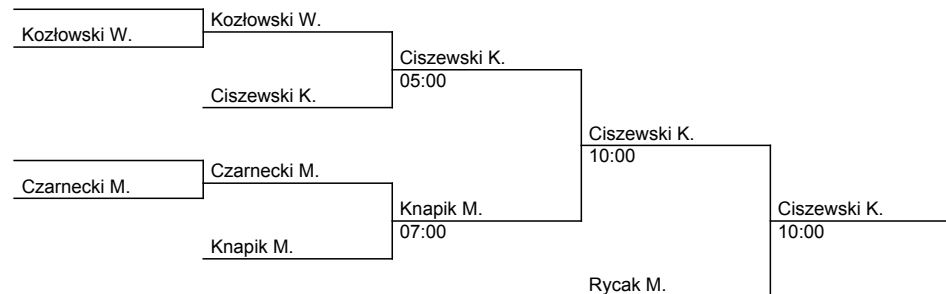 Kozłowski W.
Kozłowski W.
Ciszewski K.
05:00
Ciszewski K.
Ciszewski K.
10:00
Czarnecki M.
Czarnecki M.
Knapik M.
07:00
Knapik M.
Ciszewski K.
10:00
Rycak M.